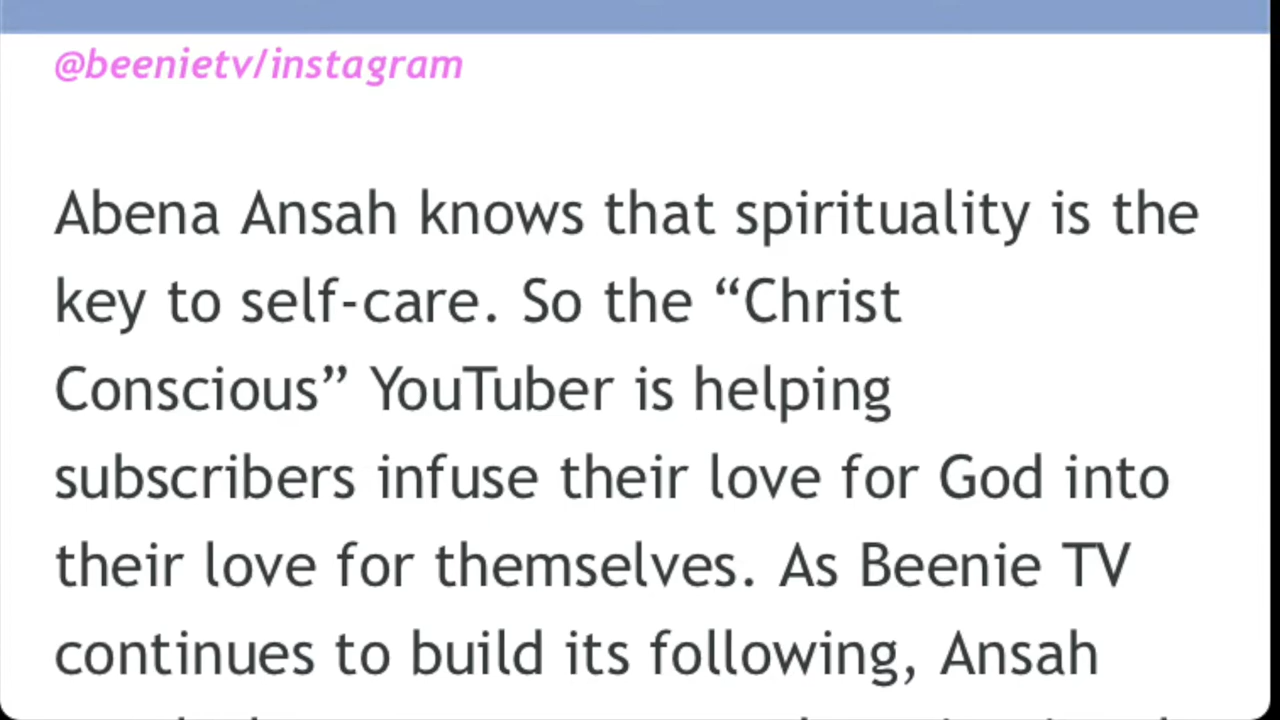 @beenietv/instagram
Abena Ansah knows that spirituality is the
key to self-care. So the “Christ
Conscious” YouTuber is helping
subscribers infuse their love for God into
their love for themselves. As Beenie TV
continues to build its following, Ansah